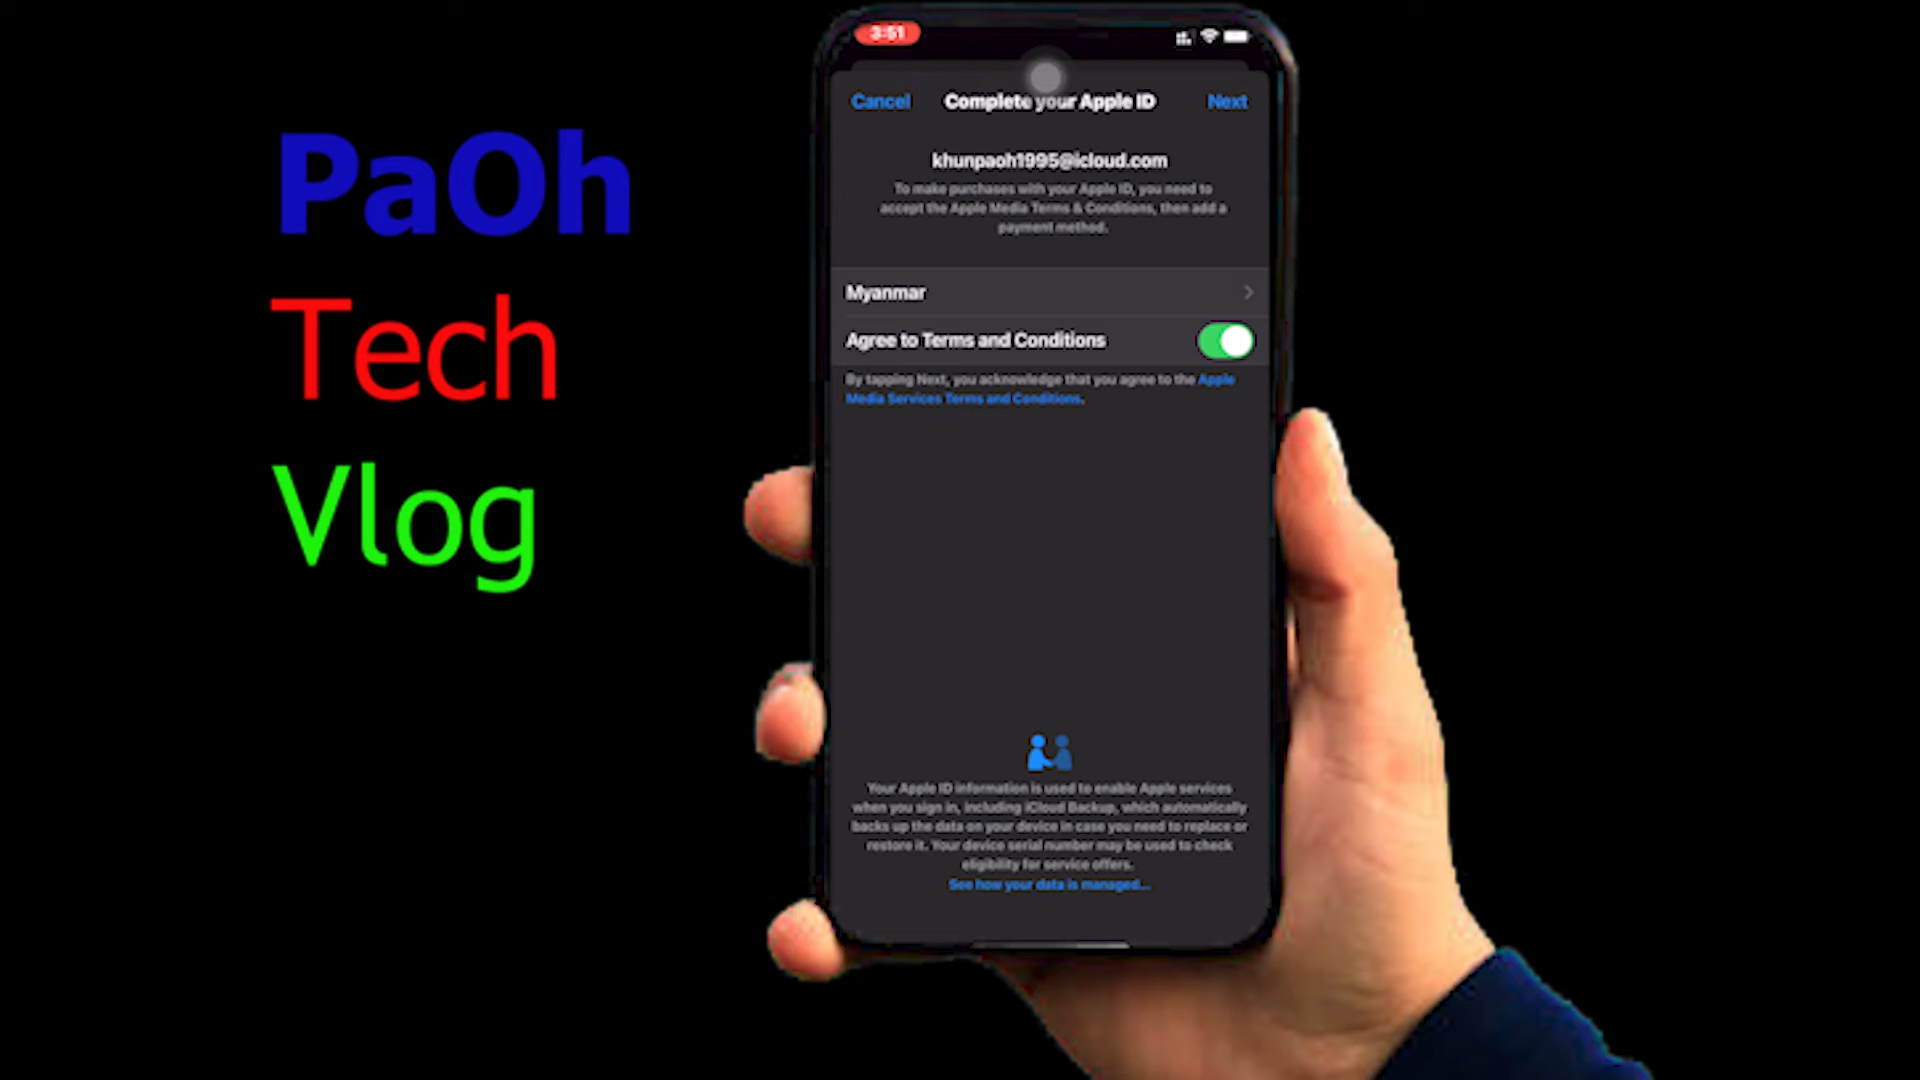 PaOh
Tech
Vlog
3:51
Cancel
Complete your Apple ID
Next
khunpaoh1995@icloud.com
To make purchases with your Apple ID, you need to
accept the Apple Media Terms & Conditions, then add a
payment method.
Myanmar
Agree to Terms and Conditions
By tapping Next, you acknowledge that you agree to the Apple
Media Services Terms and Conditions.
Your Apple ID information is used to enable Apple services
when you sign in, including iCloud Backup, which automatically
backs up the data on your device in case you need to replace or
restore it. Your device serial number may be used to check
eligibility for service offers.
See how your data is managed...